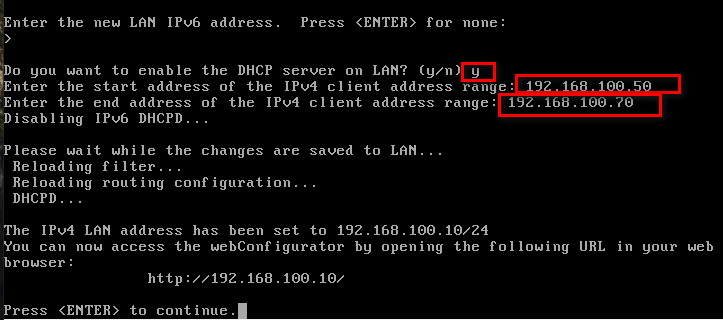 Enter the new LAN IPv6 address.  Press <ENTER> for none:
>
Do you want to enable the DHCP server on LAN? (y/n) y
Enter the start address of the IPv4 client address range: 192.168.100.50
Enter the end address of the IPv4 client address range: 192.168.100.70
Disabling IPv6 DHCPD...
Please wait while the changes are saved to LAN...
Reloading filter...
Reloading routing configuration...
DHCPD...
The IPv4 LAN address has been set to 192.168.100.10/24
You can now access the webConfigurator by opening the following URL in your web
browser:
http://192.168.100.10/
Press <ENTER> to continue.